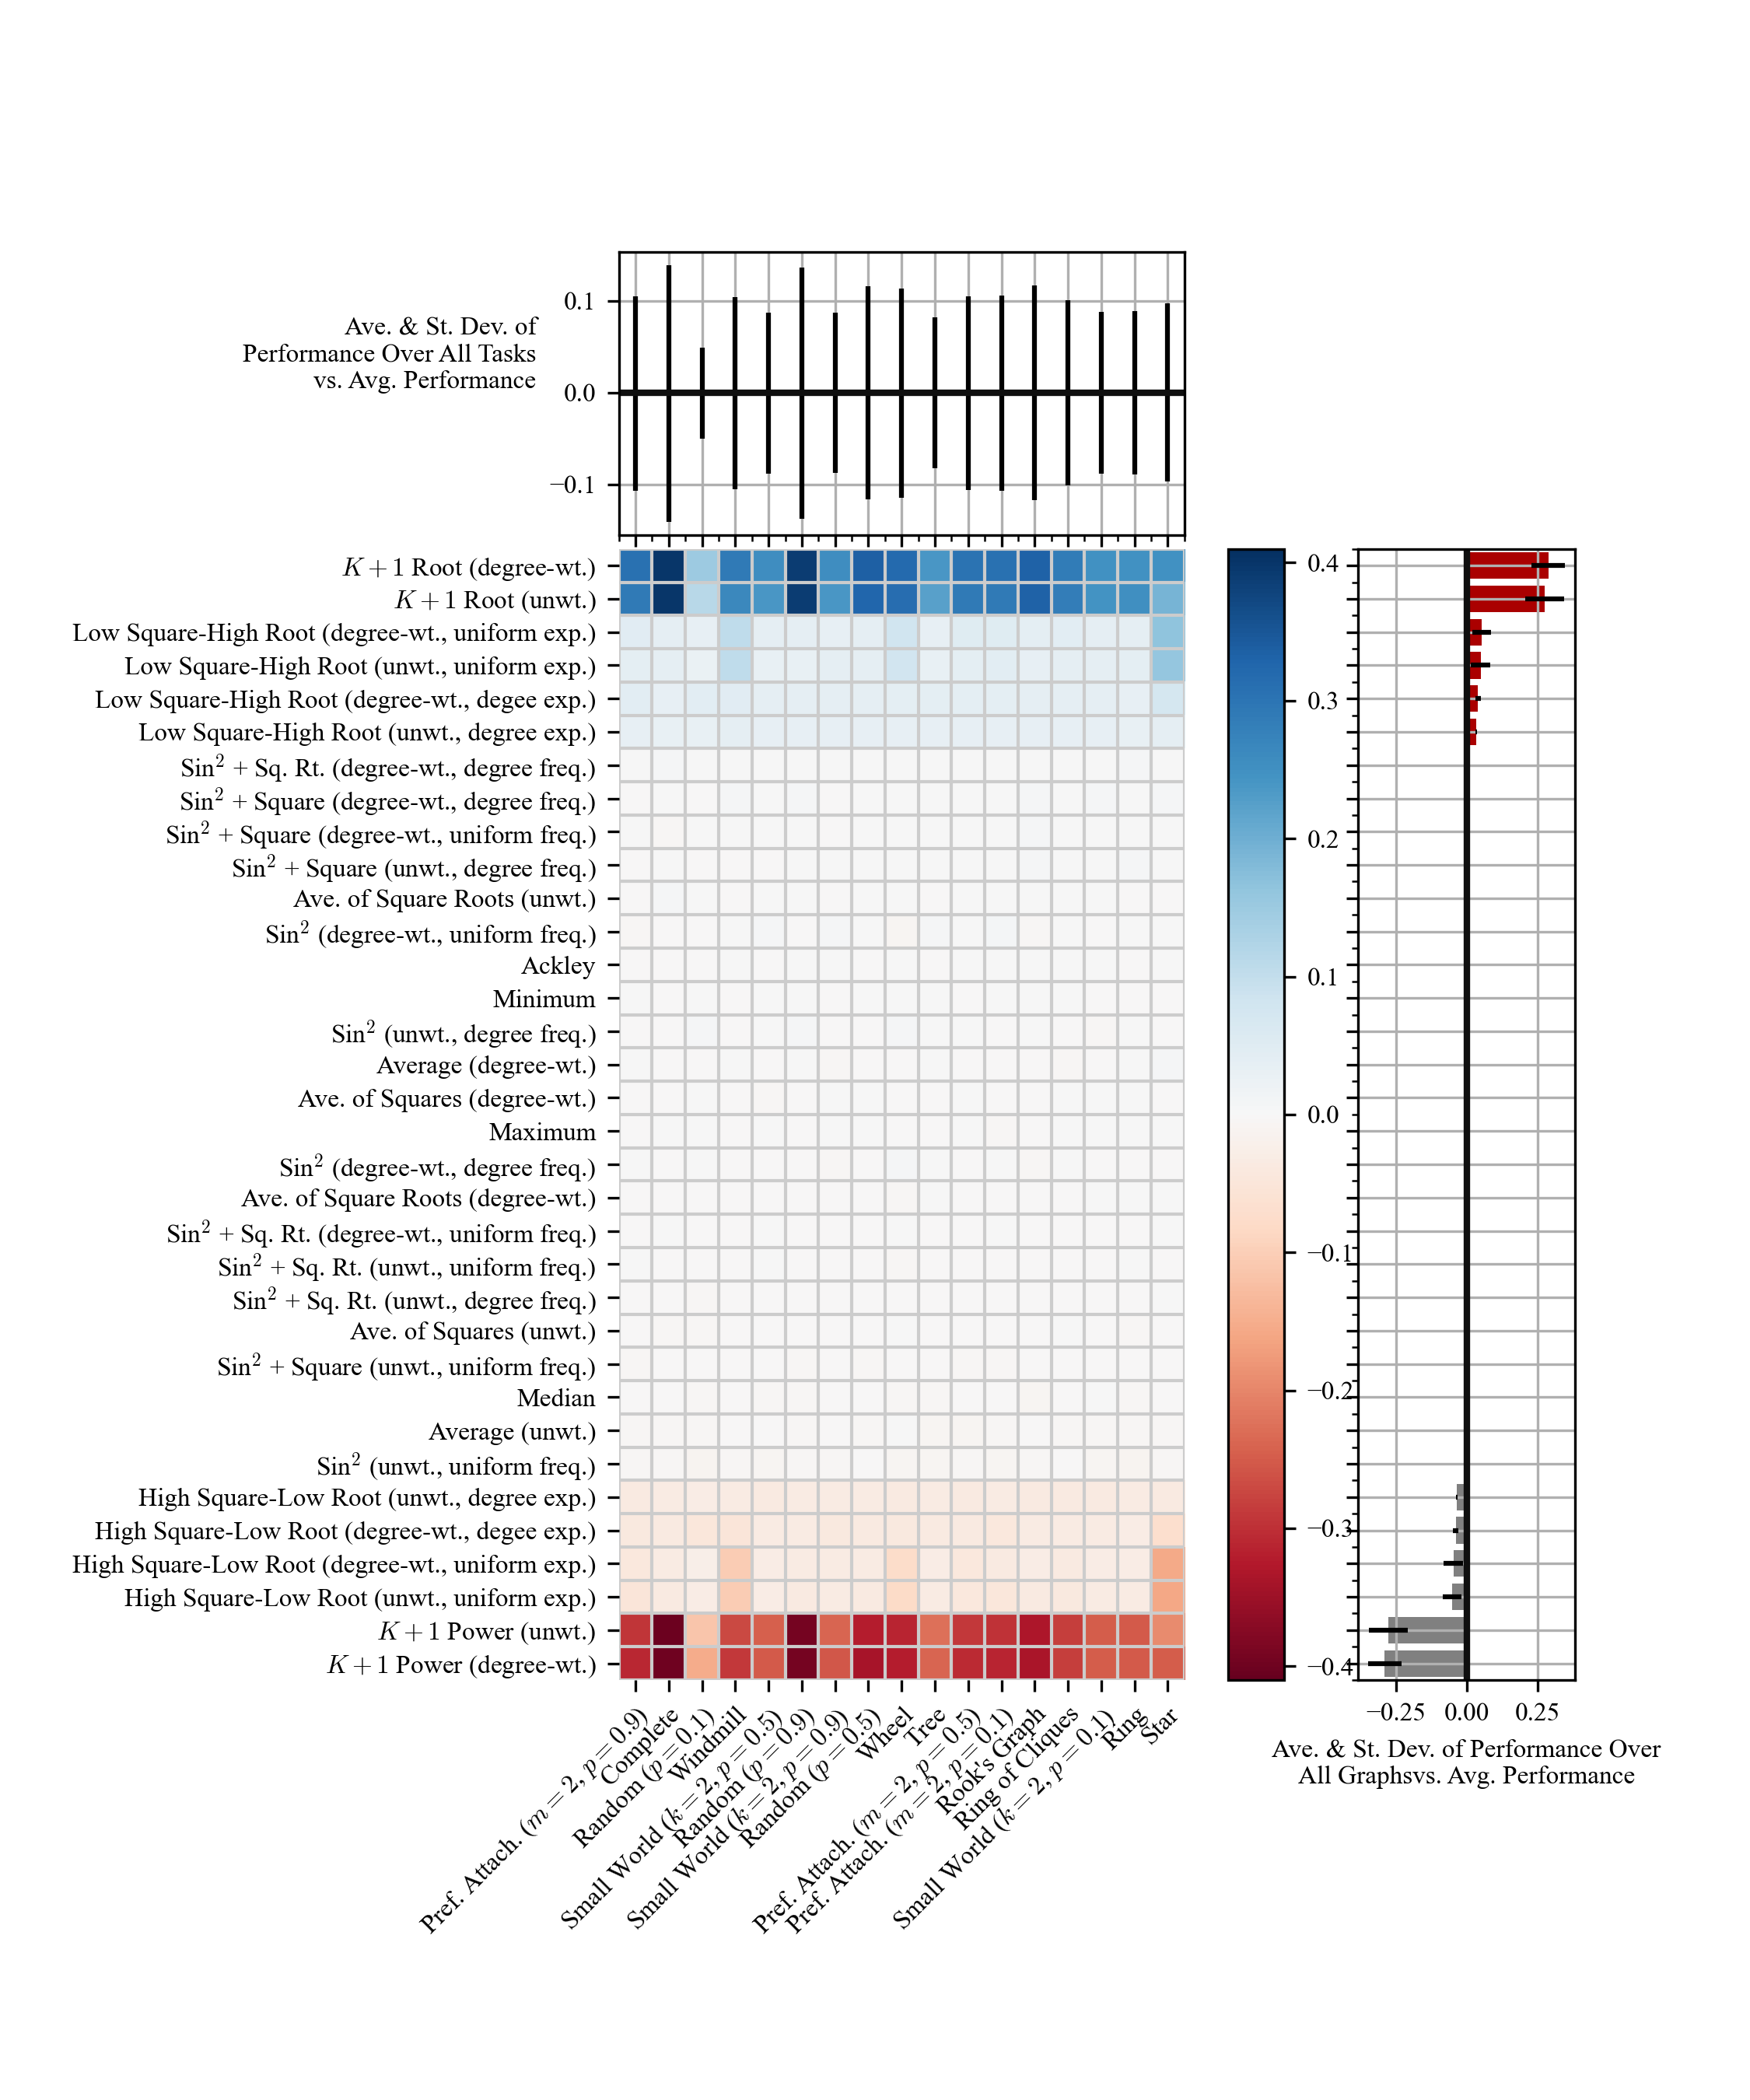 Ave. & St. Dev. of
Performance Over All Tasks
vs. Avg. Performance
0.1
0.0
−0.1
K + 1 Root (degree-wt.)
K + 1 Root (unwt.)
Low Square-High Root (degree-wt., uniform exp.)
Low Square-High Root (unwt., uniform exp.)
Low Square-High Root (degree-wt., degee exp.)
Low Square-High Root (unwt., degree exp.)
Sin² + Sq. Rt. (degree-wt., degree freq.)
Sin² + Square (degree-wt., degree freq.)
Sin² + Square (degree-wt., uniform freq.)
Sin² + Square (unwt., degree freq.)
Ave. of Square Roots (unwt.)
Sin² (degree-wt., uniform freq.)
Ackley
Minimum
Sin² (unwt., degree freq.)
Average (degree-wt.)
Ave. of Squares (degree-wt.)
Maximum
Sin² (degree-wt., degree freq.)
Ave. of Square Roots (degree-wt.)
Sin² + Sq. Rt. (degree-wt., uniform freq.)
Sin² + Sq. Rt. (unwt., uniform freq.)
Sin² + Sq. Rt. (unwt., degree freq.)
Ave. of Squares (unwt.)
Sin² + Square (unwt., uniform freq.)
Median
Average (unwt.)
Sin² (unwt., uniform freq.)
High Square-Low Root (unwt., degree exp.)
High Square-Low Root (degree-wt., degee exp.)
High Square-Low Root (degree-wt., uniform exp.)
High Square-Low Root (unwt., uniform exp.)
K + 1 Power (unwt.)
K + 1 Power (degree-wt.)
Pref. Attach. (m = 2, p = 0.9)
Complete
Random (p = 0.1)
Windmill
Small World (k = 2, p = 0.5)
Random (p = 0.9)
Small World (k = 2, p = 0.9)
Random (p = 0.5)
Wheel
Tree
Pref. Attach. (m = 2, p = 0.5)
Pref. Attach. (m = 2, p = 0.1)
Rook's Graph
Ring of Cliques
Small World (k = 2, p = 0.1)
Ring
Star
0.4
0.3
0.2
0.1
0.0
−0.1
−0.2
−0.3
−0.4
−0.25 0.00 0.25
Ave. & St. Dev. of Performance Over
All Graphsvs. Avg. Performance